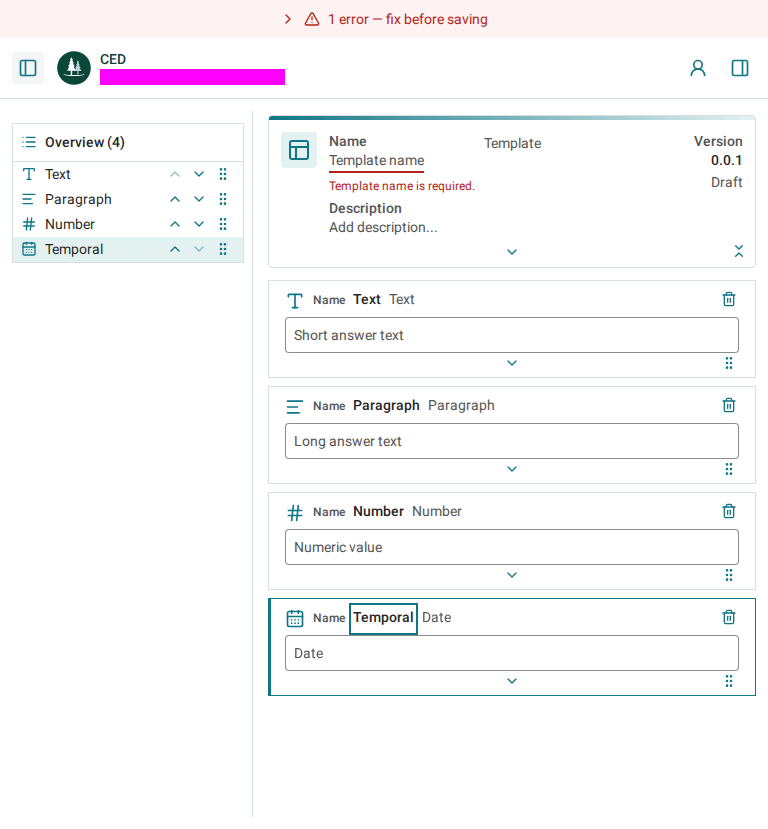 1 error — fix before saving
CED
Overview (4)
Text
Paragraph
Number
Temporal
Name
Template name
Template name is required.
Description
Add description...
Template
Version
0.0.1
Draft
Name Text Text
Short answer text
Name Paragraph Paragraph
Long answer text
Name Number Number
Numeric value
Name Temporal Date
Date